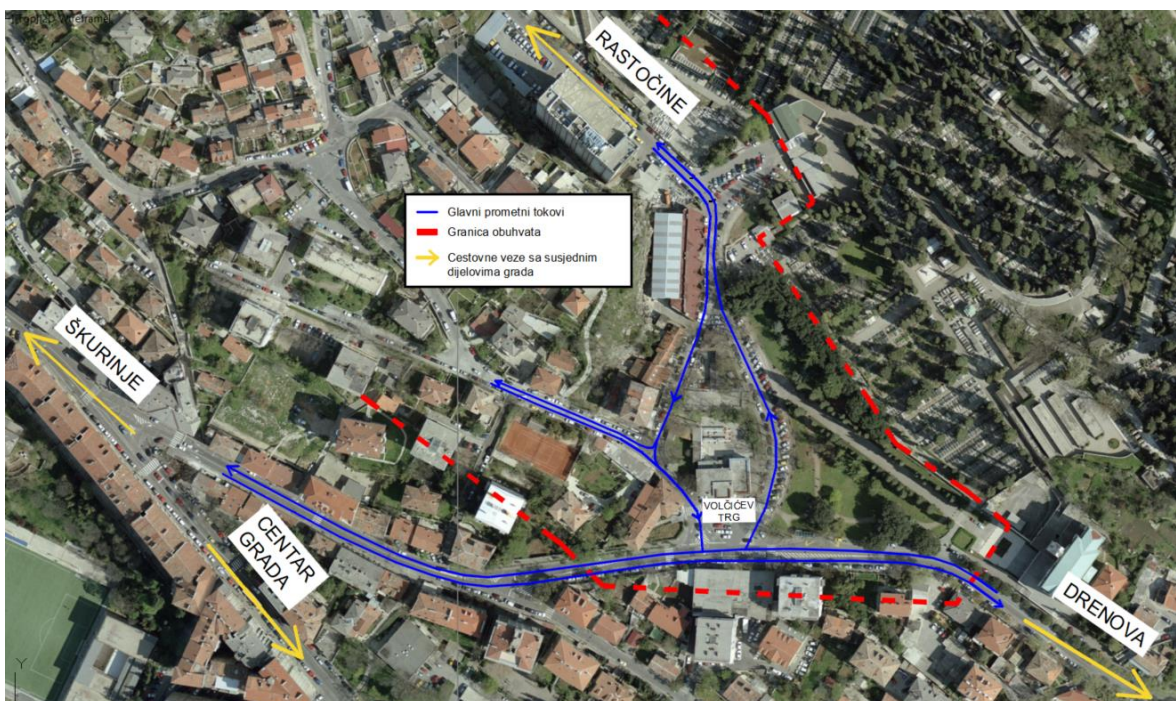 RASTOČINE
Glavni prometni tokovi
Granica obuhvata
Cestovne veze sa susjednim
dijelovima grada
ŠKURINJE
VOLČIĆEV
TRG
CENTAR
GRADA
DRENOVA
Y